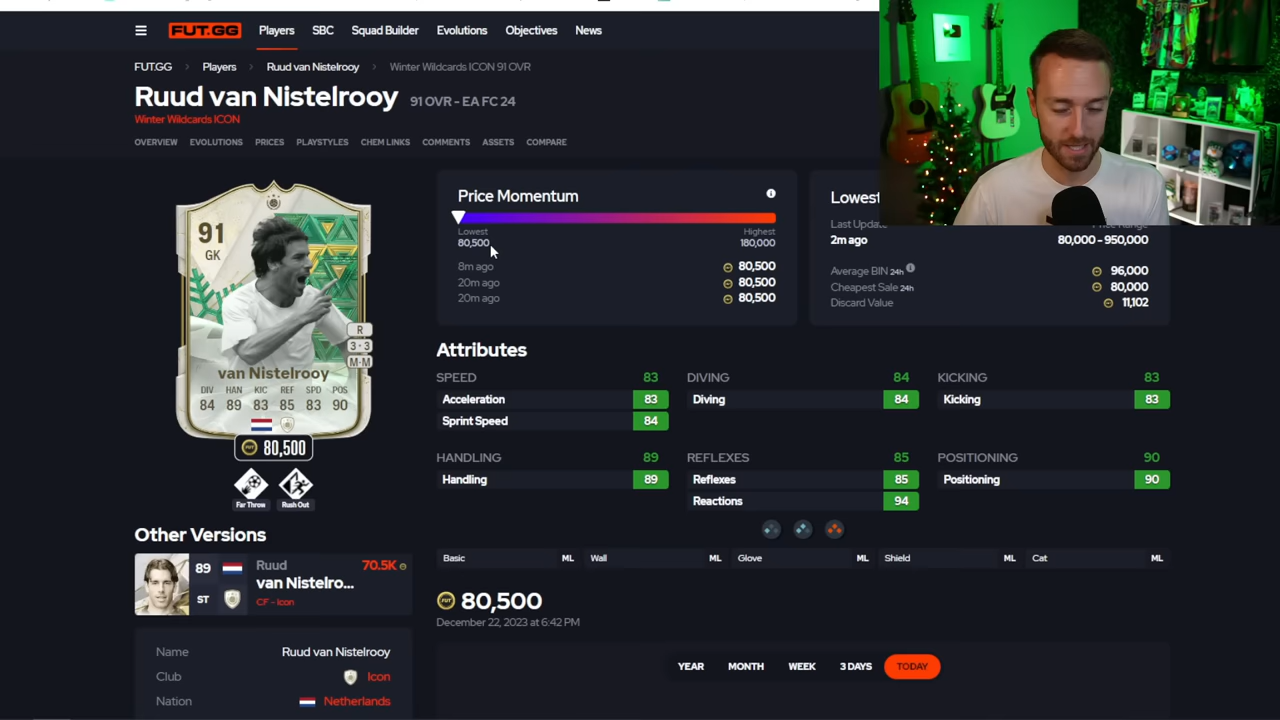 FUT.GG
Players
SBC
Squad Builder
Evolutions
Objectives
News
FUT.GG > Players > Ruud van Nistelrooy > Winter Wildcards ICON 91 OVR
Ruud van Nistelrooy 91 OVR - EA FC 24
Winter Wildcards ICON
OVERVIEW EVOLUTIONS PRICES PLAYSTYLES CHEM LINKS COMMENTS ASSETS COMPARE
91
GK
R
3 · 3
M-M
van Nistelrooy
DIV HAN KIC REF SPD POS
84 89 83 85 83 90
80,500
Far Throw
Rush Out
Price Momentum
Lowest Highest
80,500 180,000
8m ago 80,500
20m ago 80,500
20m ago 80,500
Lowest
Last Update
2m ago 80,000 - 950,000
Average BIN 24h 96,000
Cheapest Sale 24h 80,000
Discard Value 11,102
Attributes
SPEED 83
Acceleration 83
Sprint Speed 84
DIVING 84
Diving 84
KICKING 83
Kicking 83
HANDLING 89
Handling 89
REFLEXES 85
Reflexes 85
Reactions 94
POSITIONING 90
Positioning 90
Basic ML
Wall ML
Glove ML
Shield ML
Cat ML
80,500
December 22, 2023 at 6:42 PM
YEAR MONTH WEEK 3 DAYS TODAY
Other Versions
89
ST
Ruud 70.5K
van Nistelro...
CF - Icon
Name Ruud van Nistelrooy
Club Icon
Nation Netherlands